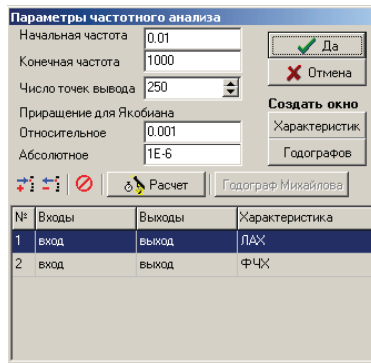 Параметры частотного анализа
Начальная частота 0.01
Да
Конечная частота 1000
Отмена
Число точек вывода 250
Создать окно
Приращение для Якобиана
Относительное 0.001
Характеристик
Абсолютное 1E-6
Годографов
Расчет Годограф Михайлова
№ Входы Выходы Характеристика
1 вход выход ЛАХ
2 вход выход ФЧХ